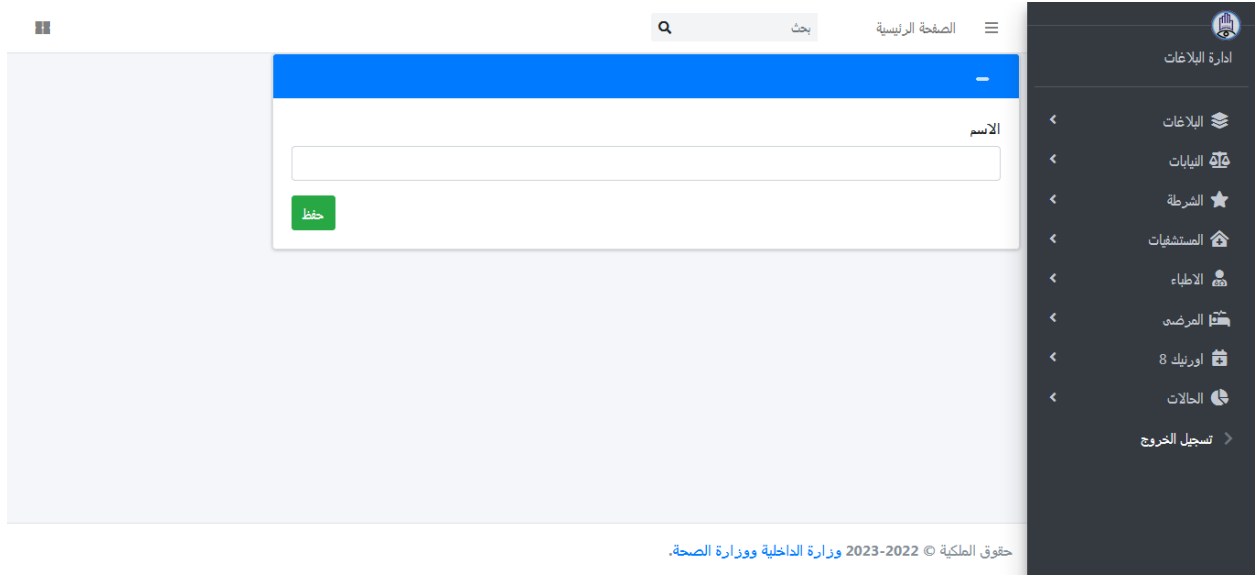 ادارة البلاغات
البلاغات
النيابات
الشرطة
المستشفيات
الاطباء
المرضى
اورنيك 8
الحالات
تسجيل الخروج
الصفحة الرئيسية
بحث
الاسم
حفظ
حقوق الملكية © 2022-2023 وزارة الداخلية ووزارة الصحة.